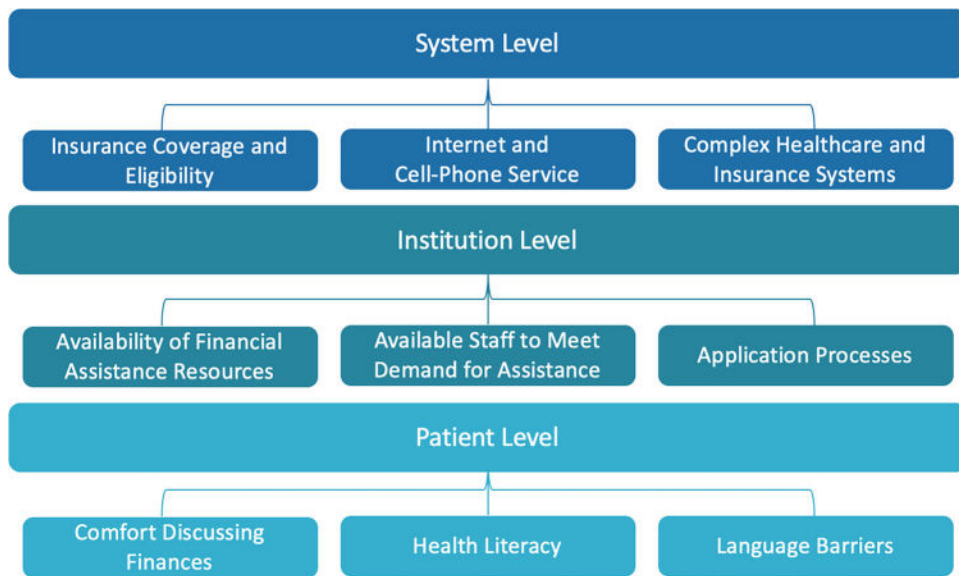 System Level
Insurance Coverage and
Eligibility
Internet and
Cell-Phone Service
Complex Healthcare and
Insurance Systems
Institution Level
Availability of Financial
Assistance Resources
Available Staff to Meet
Demand for Assistance
Application Processes
Patient Level
Comfort Discussing
Finances
Health Literacy
Language Barriers